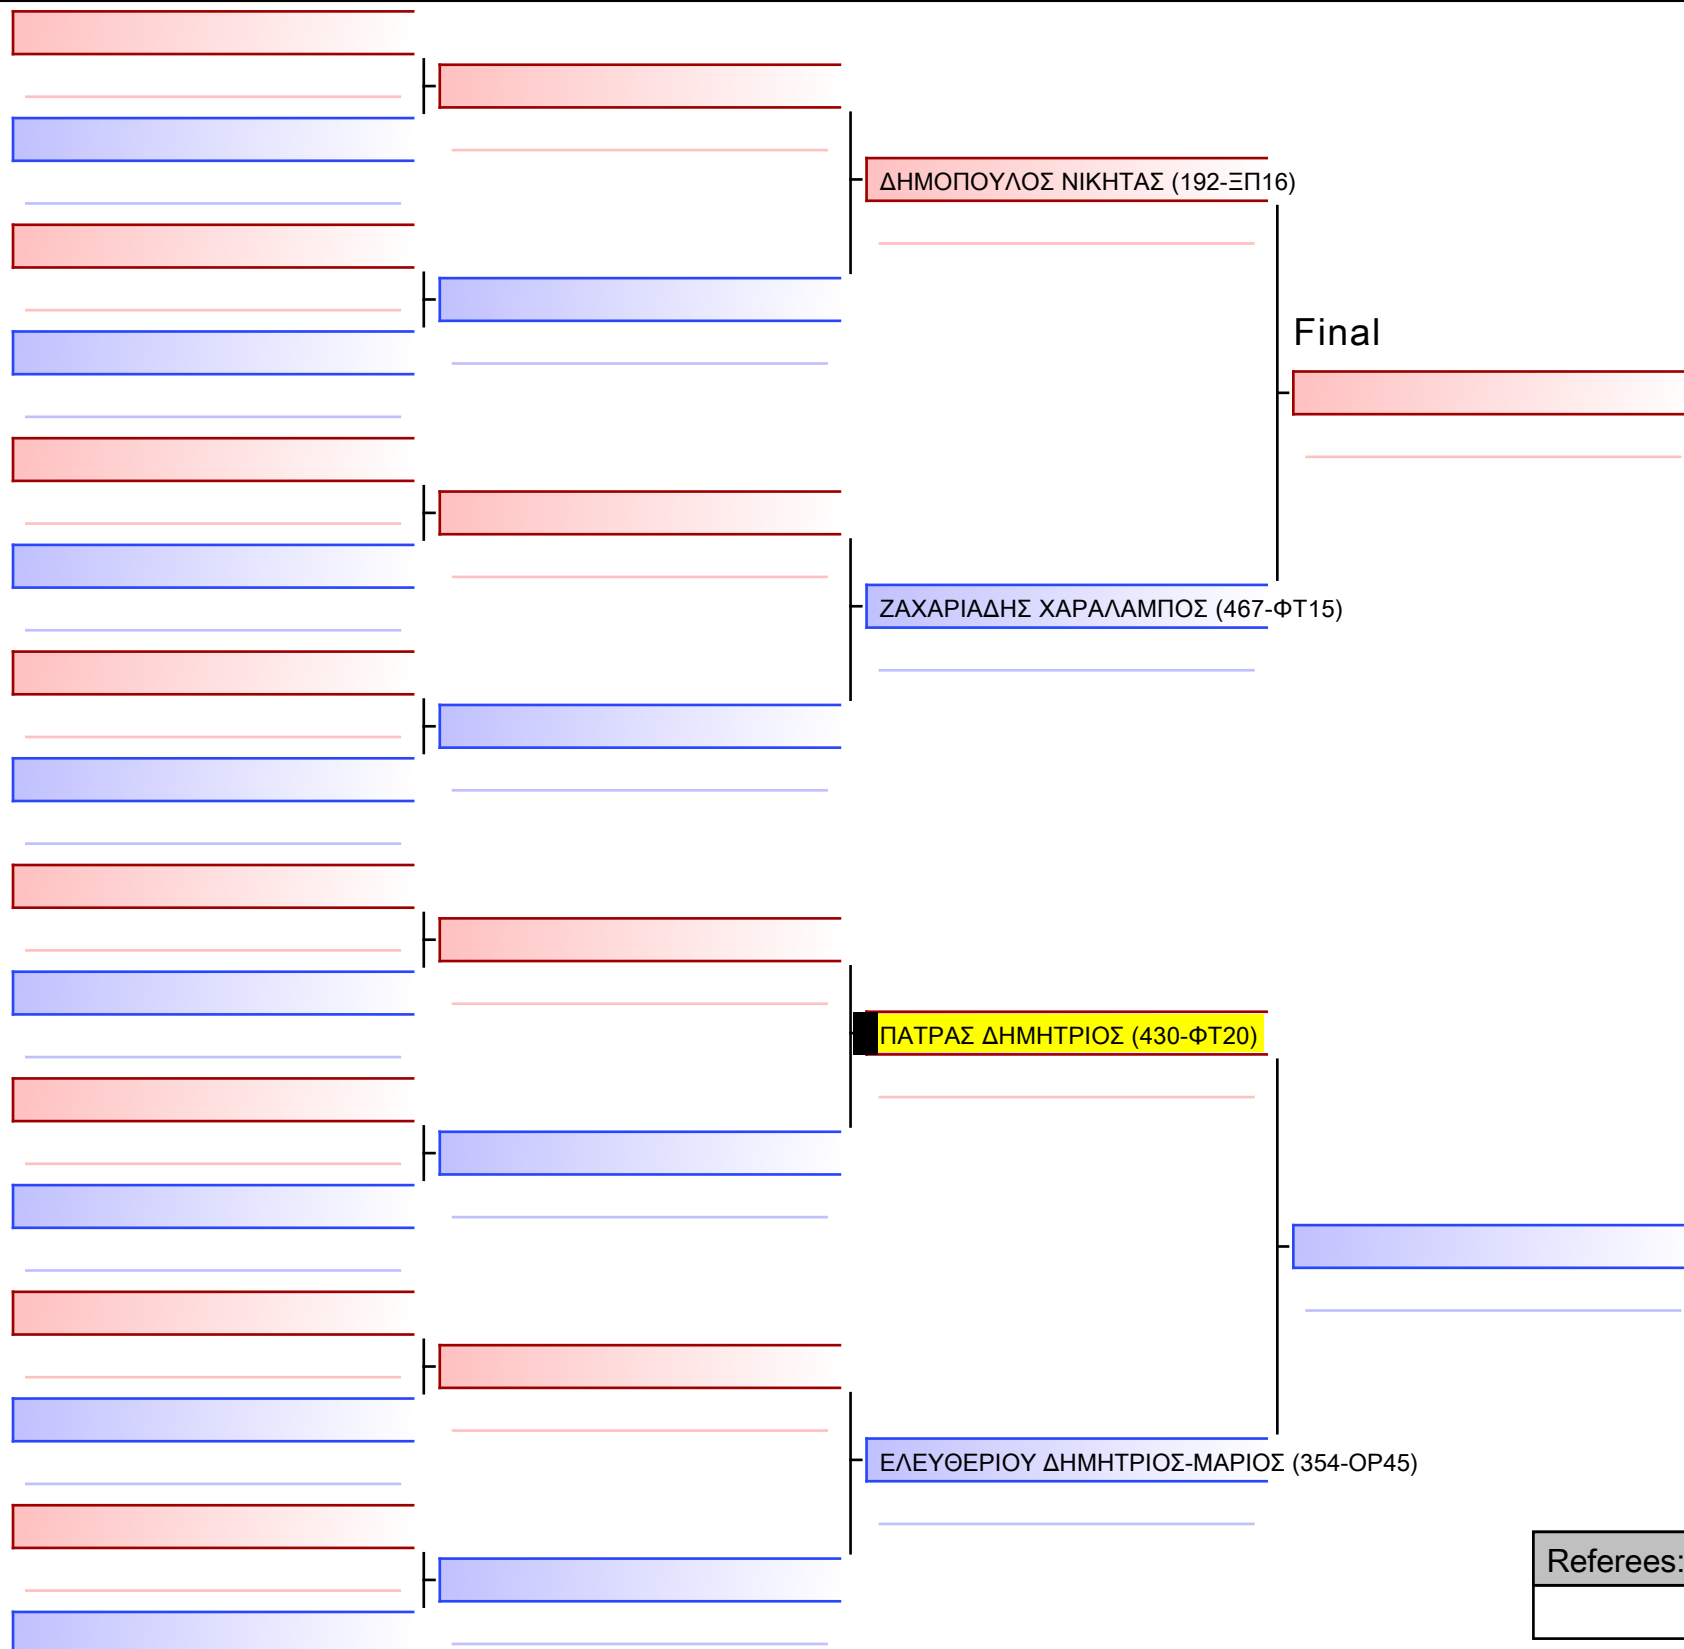 ΔΗΜΟΠΟΥΛΟΣ ΝΙΚΗΤΑΣ (192-ΞΠ16)
Final
ΖΑΧΑΡΙΑΔΗΣ ΧΑΡΑΛΑΜΠΟΣ (467-ΦΤ15)
ΠΑΤΡΑΣ ΔΗΜΗΤΡΙΟΣ (430-ΦΤ20)
ΕΛΕΥΘΕΡΙΟΥ ΔΗΜΗΤΡΙΟΣ-ΜΑΡΙΟΣ (354-ΟΡ45)
Referees: